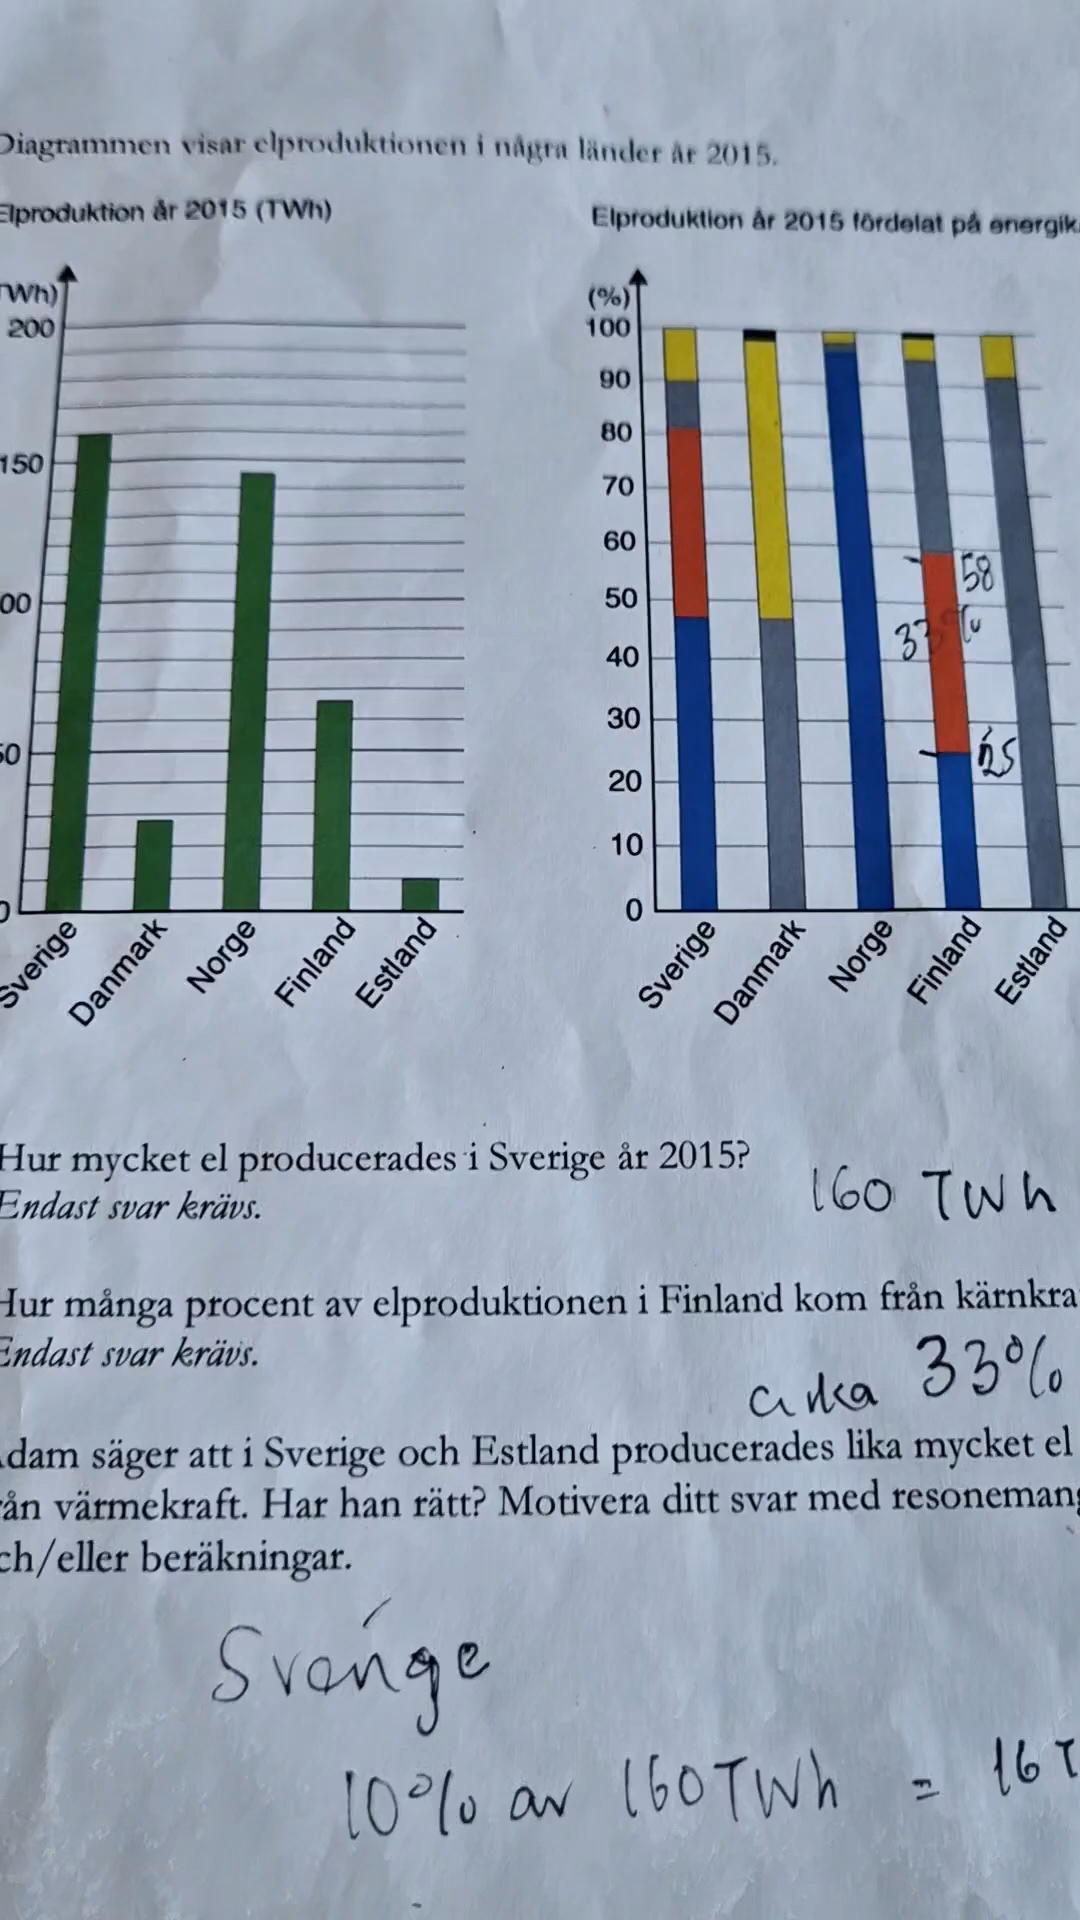 Diagrammen visar elproduktionen i några länder år 2015.
Elproduktion år 2015 (TWh)
TWh)
200
150
00
50
0
Sverige
Danmark
Norge
Finland
Estland
Elproduktion år 2015 fördelat på energik
(%)
100
90
80
70
60
50
40
30
20
10
0
58
33%
25
Sverige
Danmark
Norge
Finland
Estland
Hur mycket el producerades i Sverige år 2015?
Endast svar krävs.
160 TWh
Hur många procent av elproduktionen i Finland kom från kärnkra
Endast svar krävs.
cirka 33%
dam säger att i Sverige och Estland producerades lika mycket el
rån värmekraft. Har han rätt? Motivera ditt svar med resonemang
ch/eller beräkningar.
Sverige
10% av 160 TWh = 16 T